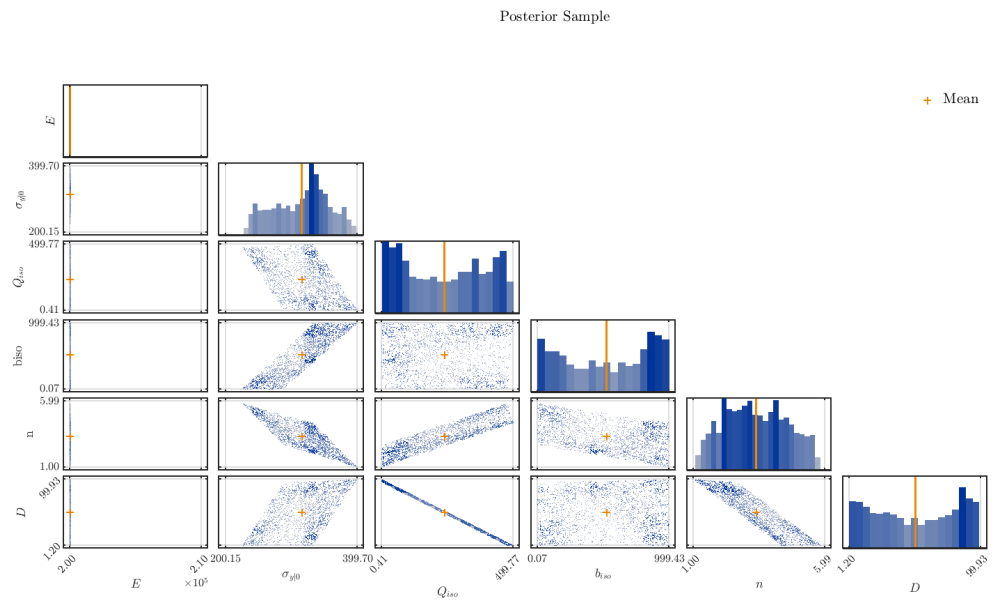 Posterior Sample
Mean
E
399.70
σy|0
200.15
499.77
Qiso
0.41
999.43
biso
0.07
5.99
n
1.00
99.93
D
1.20
2.00
2.10
×10⁵
E
200.15
399.70
σy|0
0.41
499.77
Qiso
0.07
999.43
biso
1.00
5.99
n
1.20
99.93
D